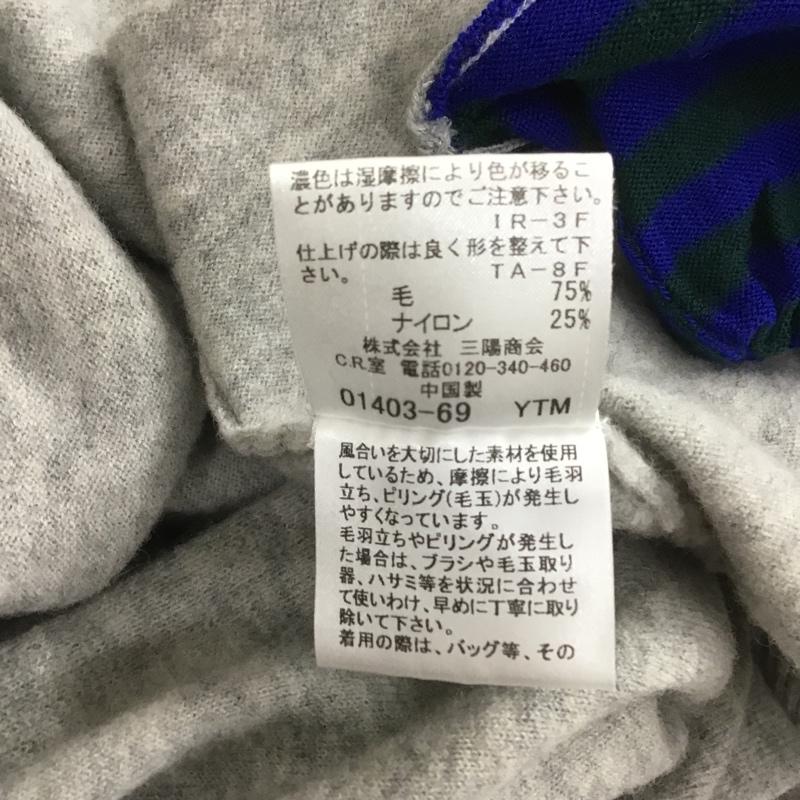 濃色は湿摩擦により色が移るこ
とがありますのでご注意下さい。
IR-3F
仕上げの際は良く形を整えて下
さい。 TA-8F
毛 75%
ナイロン 25%
株式会社 三陽商会
C.R.室 電話0120-340-460
中国製
01403-69 YTM
風合いを大切にした素材を使用
しているため、摩擦により毛羽
立ち、ピリング(毛玉)が発生し
やすくなっています。
毛羽立ちやピリングが発生し
た場合は、ブラシや毛玉取り
器、ハサミ等を状況に合わせ
て使いわけ、早めに丁寧に取り
除いて下さい。
着用の際は、バッグ等、その